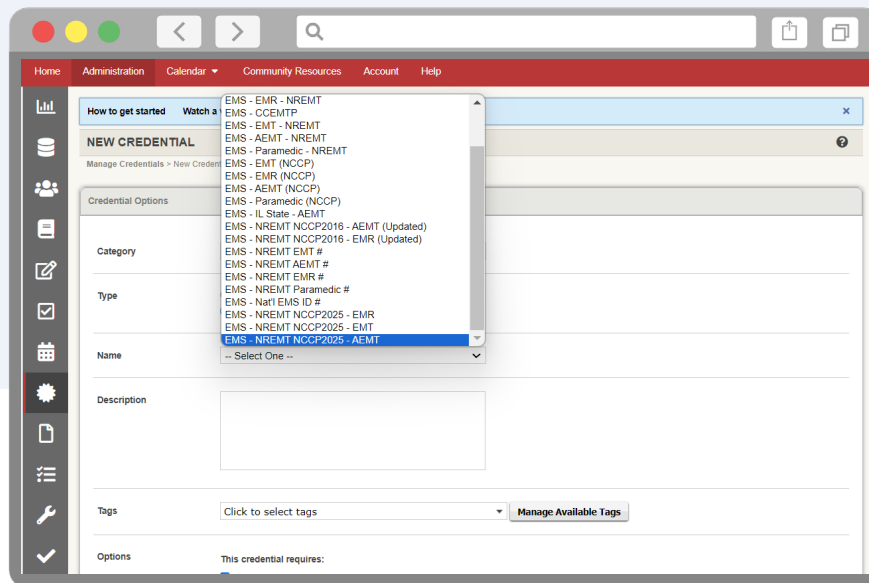 Home Administration Calendar Community Resources Account Help
How to get started Watch a
NEW CREDENTIAL
Manage Credentials > New Creden
Credential Options
EMS - EMR - NREMT
EMS - CCEMTP
EMS - EMT - NREMT
EMS - AEMT - NREMT
EMS - Paramedic - NREMT
EMS - EMT (NCCP)
EMS - EMR (NCCP)
EMS - AEMT (NCCP)
EMS - Paramedic (NCCP)
EMS - IL State - AEMT
EMS - NREMT NCCP2016 - AEMT (Updated)
EMS - NREMT NCCP2016 - EMR (Updated)
EMS - NREMT EMT #
EMS - NREMT AEMT #
EMS - NREMT EMR #
EMS - NREMT Paramedic #
EMS - Nat'l EMS ID #
EMS - NREMT NCCP2025 - EMR
EMS - NREMT NCCP2025 - EMT
EMS - NREMT NCCP2025 - AEMT
Category
Type
Name -- Select One --
Description
Tags Click to select tags Manage Available Tags
Options This credential requires: